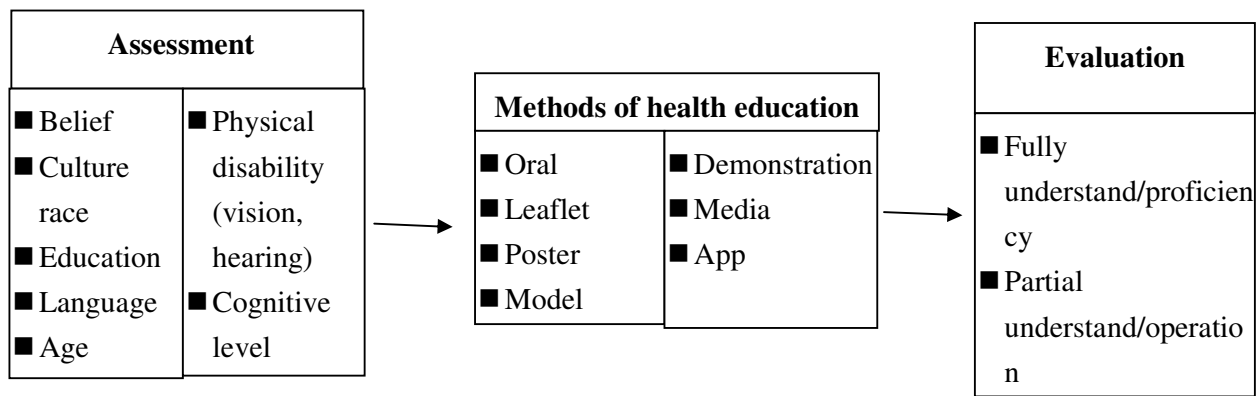 Assessment
■ Belief
■ Culture
race
■ Education
■ Language
■ Age
■ Physical
disability
(vision,
hearing)
■ Cognitive
level
Methods of health education
■ Oral
■ Leaflet
■ Poster
■ Model
■ Demonstration
■ Media
■ App
Evaluation
■ Fully
understand/proficien
cy
■ Partial
understand/operatio
n